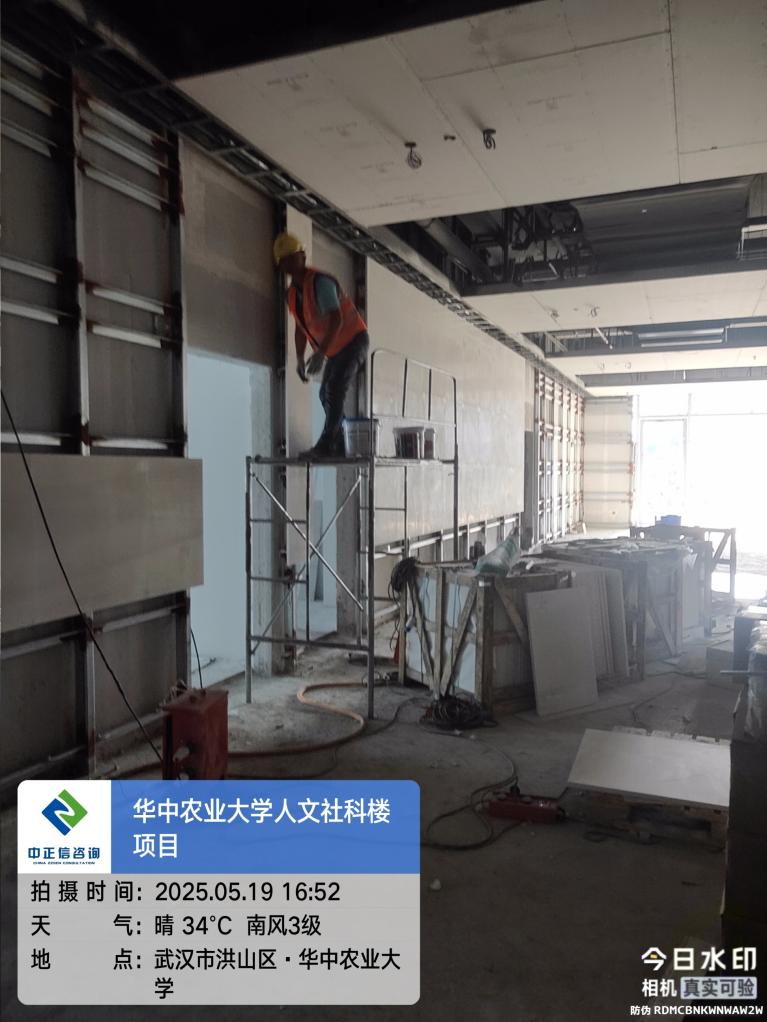 华中农业大学人文社科楼
项目
中正信咨询
CHINA ZZXIN CONSULTATION
拍摄时间：2025.05.19 16:52
天气：晴 34℃ 南风3级
地点：武汉市洪山区·华中农业大
学
今日水印
相机 真实可验
防伪 RDMCBNKWNWAW2W